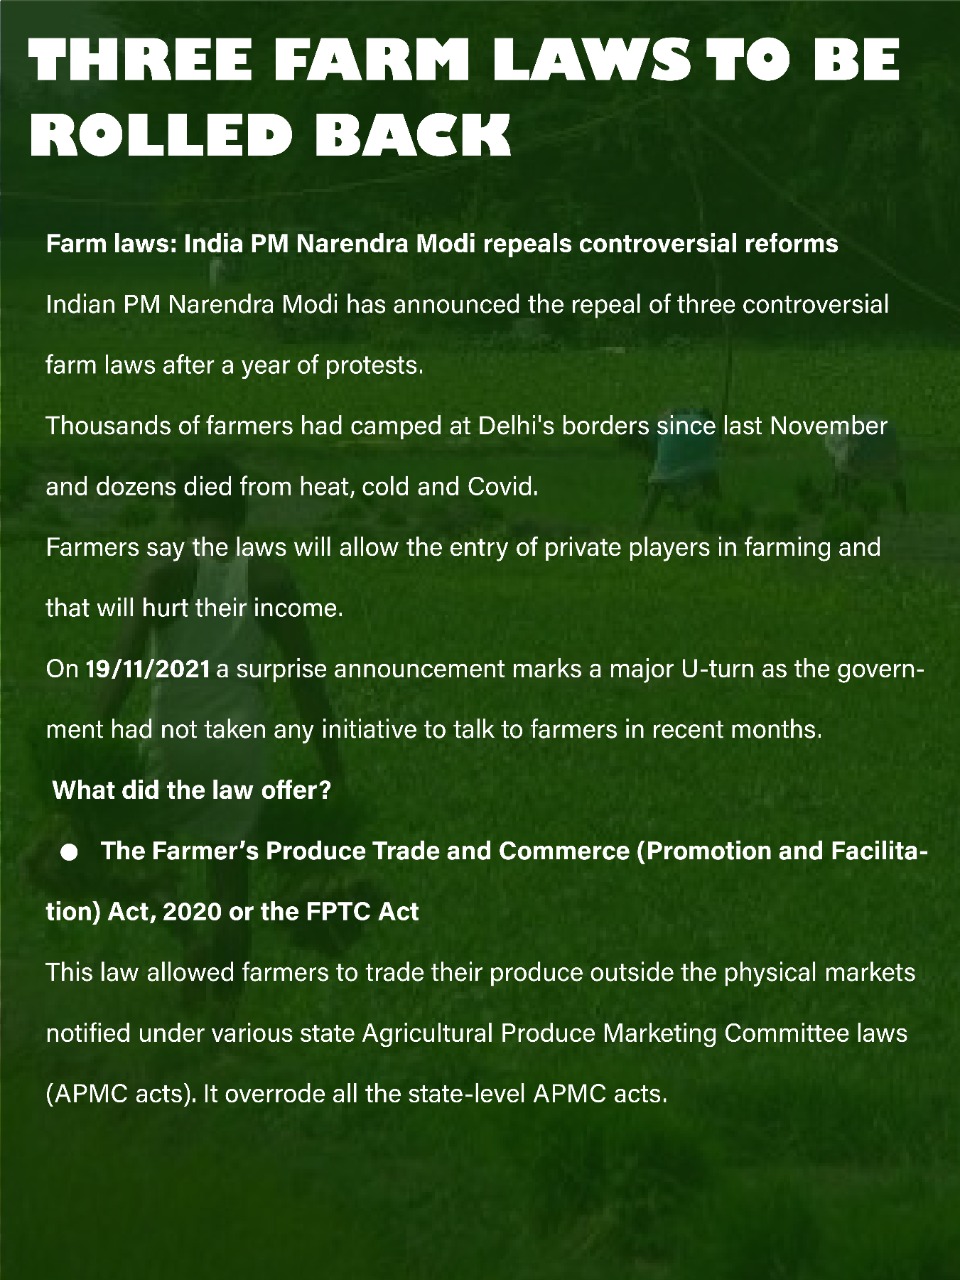 THREE FARM LAWS TO BE
ROLLED BACK
Farm laws: India PM Narendra Modi repeals controversial reforms
Indian PM Narendra Modi has announced the repeal of three controversial
farm laws after a year of protests.
Thousands of farmers had camped at Delhi's borders since last November
and dozens died from heat, cold and Covid.
Farmers say the laws will allow the entry of private players in farming and
that will hurt their income.
On 19/11/2021 a surprise announcement marks a major U-turn as the govern-
ment had not taken any initiative to talk to farmers in recent months.
What did the law offer?
● The Farmer’s Produce Trade and Commerce (Promotion and Facilita-
tion) Act, 2020 or the FPTC Act
This law allowed farmers to trade their produce outside the physical markets
notified under various state Agricultural Produce Marketing Committee laws
(APMC acts). It overrode all the state-level APMC acts.